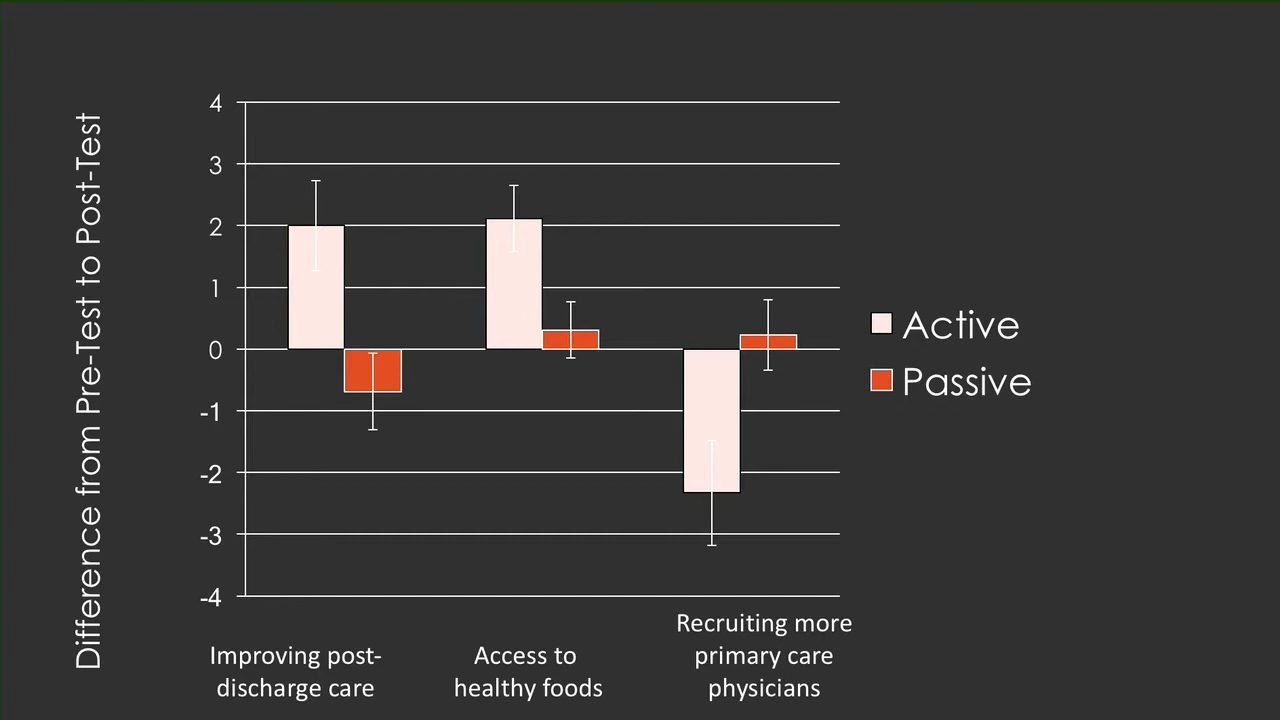 Difference from Pre-Test to Post-Test
4
3
2
1
0
-1
-2
-3
-4
Improving post-
discharge care
Access to
healthy foods
Recruiting more
primary care
physicians
Active
Passive